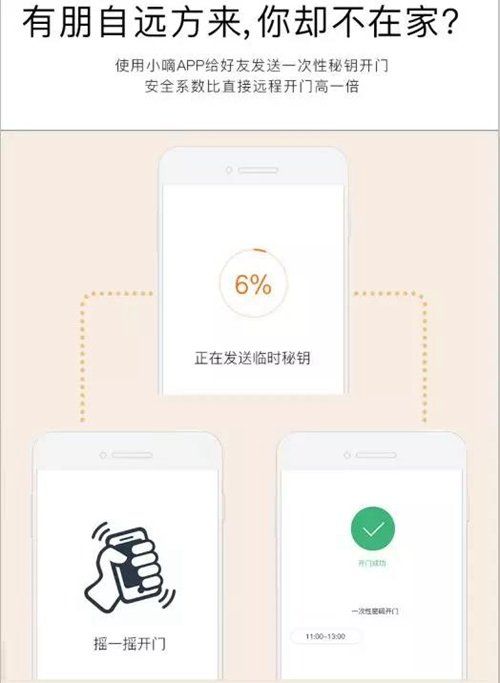 有朋自远方来,你却不在家?
使用小嘀APP给好友发送一次性秘钥开门
安全系数比直接远程开门高一倍
6%
正在发送临时秘钥
摇一摇开门
开门成功
一次性密码开门
11:00-13:00